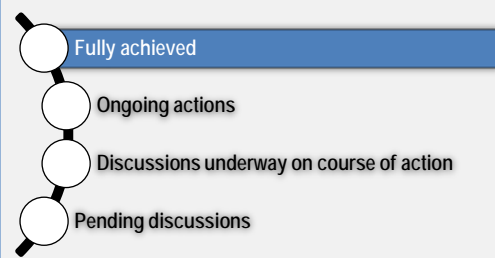 Fully achieved
Ongoing actions
Discussions underway on course of action
Pending discussions